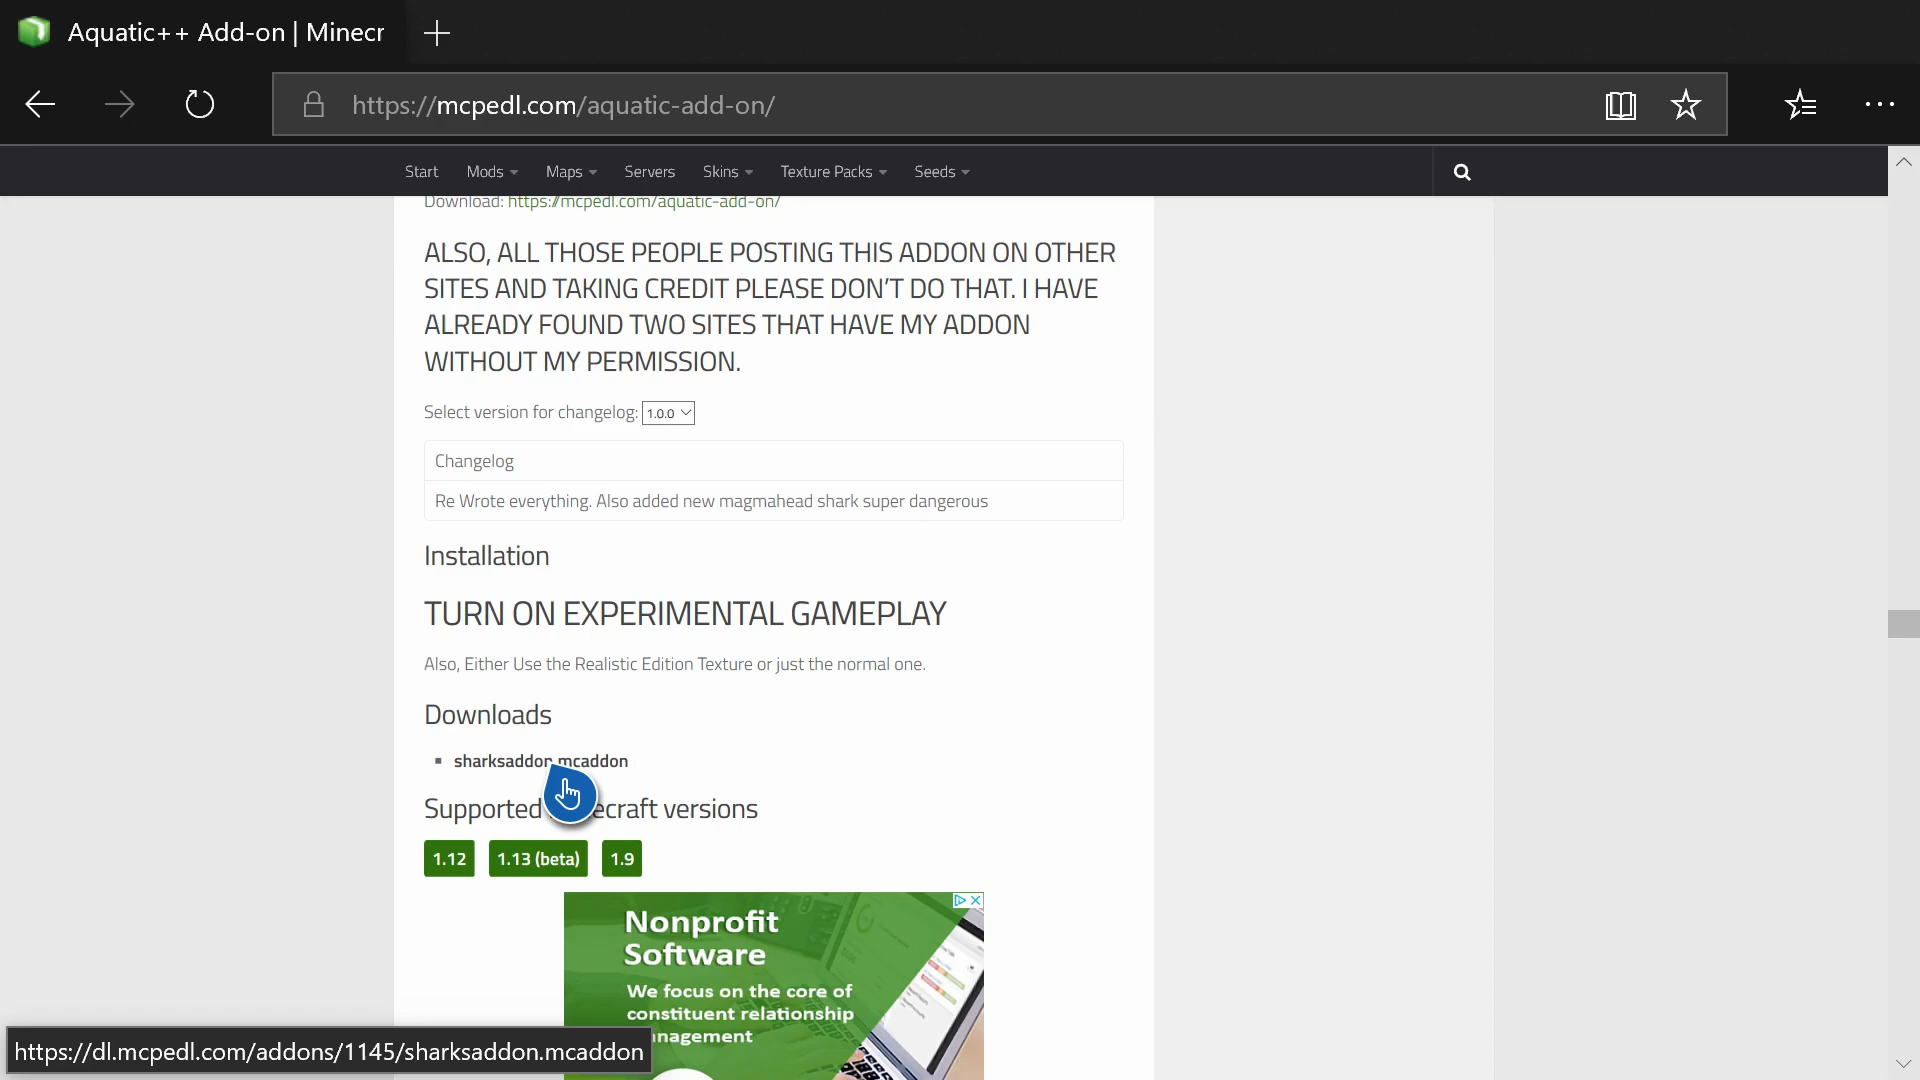 Aquatic++ Add-on | Minecr
https://mcpedl.com/aquatic-add-on/
Start Mods Maps Servers Skins Texture Packs Seeds
Download: https://mcpedl.com/aquatic-add-on/
ALSO, ALL THOSE PEOPLE POSTING THIS ADDON ON OTHER
SITES AND TAKING CREDIT PLEASE DON'T DO THAT. I HAVE
ALREADY FOUND TWO SITES THAT HAVE MY ADDON
WITHOUT MY PERMISSION.
Select version for changelog: 1.0.0
Changelog
Re Wrote everything. Also added new magmahead shark super dangerous
Installation
TURN ON EXPERIMENTAL GAMEPLAY
Also, Either Use the Realistic Edition Texture or just the normal one.
Downloads
sharksaddon.mcaddon
Supported Minecraft versions
1.12 1.13 (beta) 1.9
Nonprofit
Software
We focus on the core of
constituent relationship
management
https://dl.mcpedl.com/addons/1145/sharksaddon.mcaddon